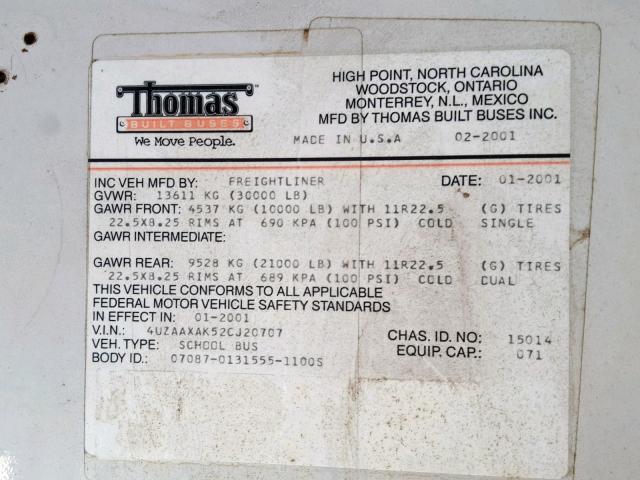 Thomas™
BUILT BUSES
We Move People.
HIGH POINT, NORTH CAROLINA
WOODSTOCK, ONTARIO
MONTERREY, N.L., MEXICO
MFD BY THOMAS BUILT BUSES INC.
MADE IN U.S.A 02-2001
INC VEH MFD BY: FREIGHTLINER DATE: 01-2001
GVWR: 13611 KG (30000 LB)
GAWR FRONT: 4537 KG (10000 LB) WITH 11R22.5 (G) TIRES
22.5X8.25 RIMS AT 690 KPA (100 PSI) COLD SINGLE
GAWR INTERMEDIATE:
GAWR REAR: 9528 KG (21000 LB) WITH 11R22.5 (G) TIRES
22.5X8.25 RIMS AT 689 KPA (100 PSI) COLD DUAL
THIS VEHICLE CONFORMS TO ALL APPLICABLE
FEDERAL MOTOR VEHICLE SAFETY STANDARDS
IN EFFECT IN: 01-2001
V.I.N.: 4UZAAXAK52CJ20707 CHAS. ID. NO: 15014
VEH. TYPE: SCHOOL BUS EQUIP. CAP.: 071
BODY ID.: 07087-0131555-1100S